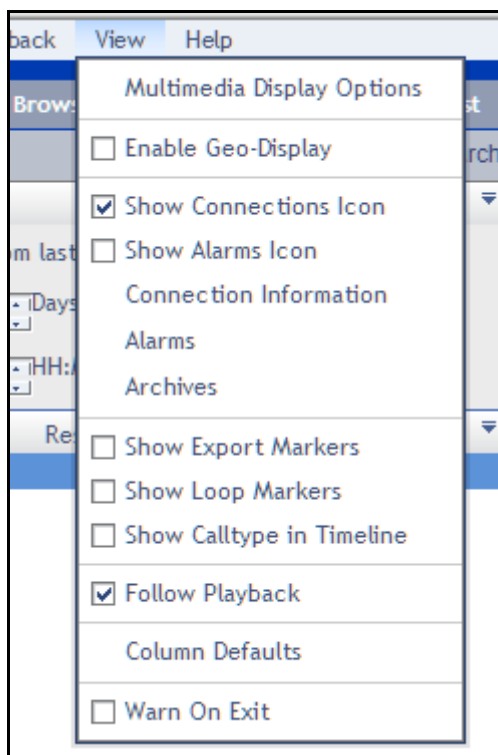 back View Help
Multimedia Display Options
Brows st
Enable Geo-Display
rch
Show Connections Icon
om last
Show Alarms Icon
Days
Connection Information
Alarms
HH:
Archives
Res
Show Export Markers
Show Loop Markers
Show Calltype in Timeline
Follow Playback
Column Defaults
Warn On Exit